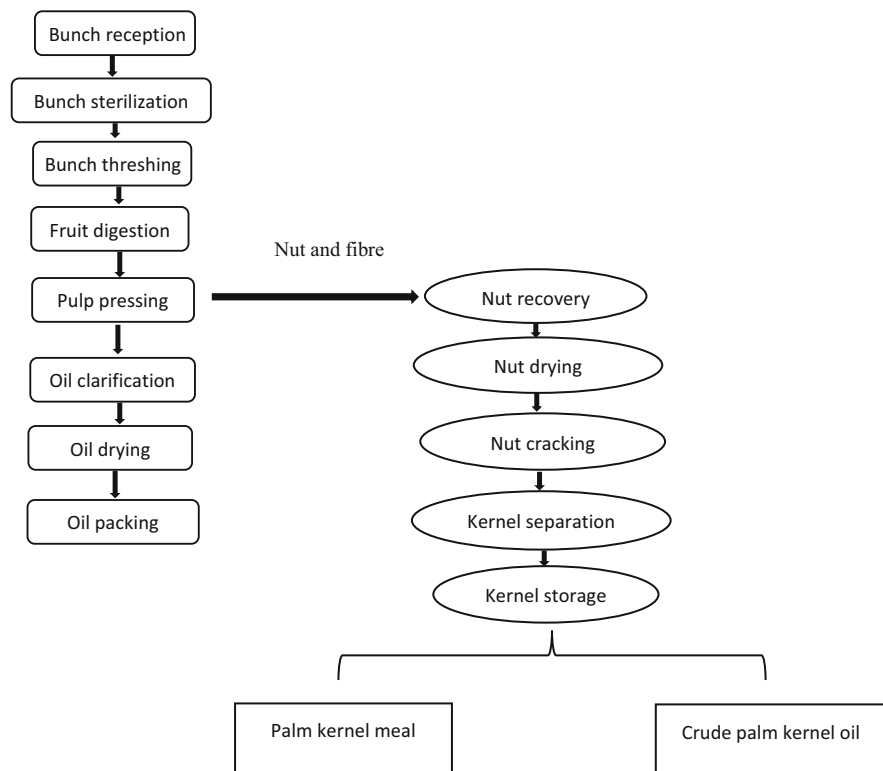 Bunch reception
Bunch sterilization
Bunch threshing
Fruit digestion
Pulp pressing
Oil clarification
Oil drying
Oil packing
Nut and fibre
Nut recovery
Nut drying
Nut cracking
Kernel separation
Kernel storage
Palm kernel meal
Crude palm kernel oil